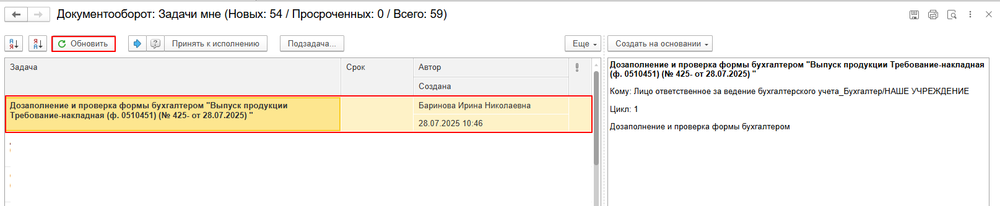 Документооборот: Задачи мне (Новых: 54 / Просроченных: 0 / Всего: 59)
Обновить
Принять к исполнению
Подзадача...
Еще
Создать на основании
Задача
Срок
Автор
Создана
Дозаполнение и проверка формы бухгалтером "Выпуск продукции
Требование-накладная (ф. 0510451) (№ 425- от 28.07.2025) "
Баринова Ирина Николаевна
28.07.2025 10:46
Дозаполнение и проверка формы бухгалтером "Выпуск продукции Требование-накладная
(ф. 0510451) (№ 425- от 28.07.2025) "
Кому: Лицо ответственное за ведение бухгалтерского учета_Бухгалтер/НАШЕ УЧРЕЖДЕНИЕ
Цикл: 1
Дозаполнение и проверка формы бухгалтером